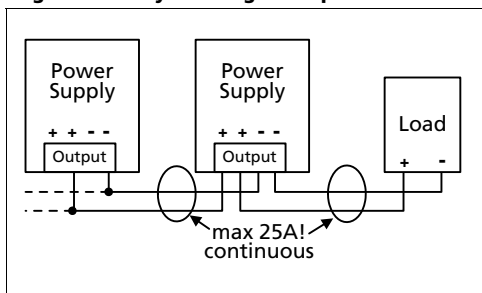 Power
Supply
+ + - -
Output
Power
Supply
+ + - -
Output
Load
+ -
max 25A!
continuous